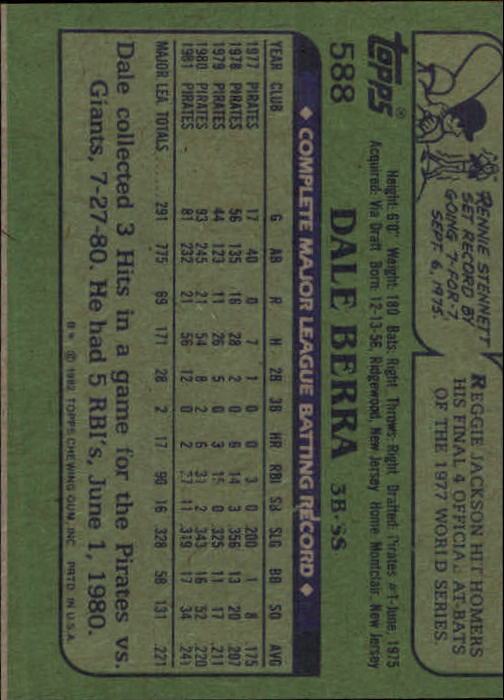 RENNIE STENNETT
SET RECORD BY
GOING 7-FOR-7,
SEPT. 6, 1975.
REGGIE JACKSON HIT HOMERS
HIS FINAL 4 OFFICIAL AT-BATS
OF THE 1977 WORLD SERIES.
topps®
588
Height: 6'0" Weight: 180 Bats: Right Throws: Right Drafted: Pirates #1-June, 1975
Acquired: Via Draft Born: 12-13-56, Ridgewood, New Jersey Home: Montclair, New Jersey
DALE BERRA 3B•SS
◆ COMPLETE MAJOR LEAGUE BATTING RECORD ◆
YEAR CLUB G AB R H 2B 3B HR RBI SB SLG BB SO AVG
1977 PIRATES 17 40 0 7 1 0 0 3 0 .200 1 8 .175
1978 PIRATES 56 135 16 28 2 0 6 14 3 .356 13 20 .207
1979 PIRATES 44 123 11 26 5 0 3 15 0 .325 11 17 .211
1980 PIRATES 93 245 21 54 8 2 6 31 2 .343 16 52 .220
1981 PIRATES 81 232 21 56 12 0 2 27 11 .319 17 34 .241
MAJOR LEA. TOTALS 291 775 69 171 28 2 17 90 16 .328 58 131 .221
Dale collected 3 Hits in a game for the Pirates vs.
Giants, 7-27-80. He had 5 RBI's, June 1, 1980.
B* © 1982 TOPPS CHEWING GUM, INC. PRTD. IN U.S.A.